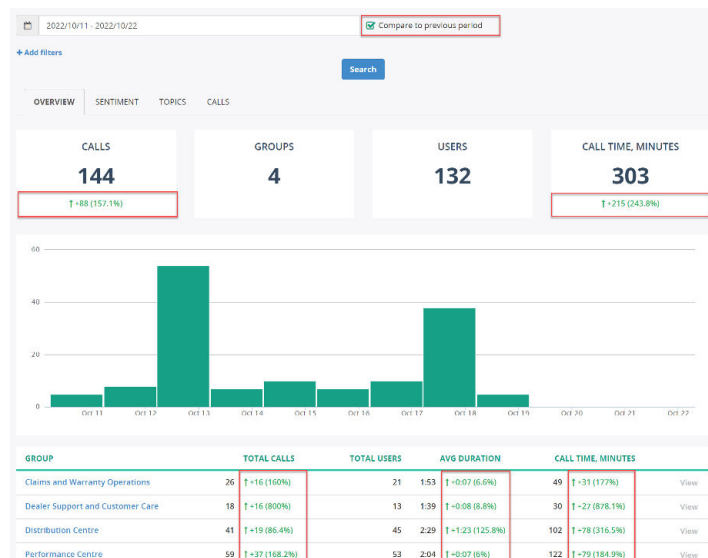 2022/10/11 - 2022/10/22 Compare to previous period
+ Add filters
Search
OVERVIEW SENTIMENT TOPICS CALLS
CALLS GROUPS USERS CALL TIME, MINUTES
144 4 132 303
↑ +88 (157.1%) ↑ +215 (243.8%)
60
40
20
0
Oct 11 Oct 12 Oct 13 Oct 14 Oct 15 Oct 16 Oct 17 Oct 18 Oct 19 Oct 20 Oct 21 Oct 22
GROUP TOTAL CALLS TOTAL USERS AVG DURATION CALL TIME, MINUTES
Claims and Warranty Operations 26 ↑ +16 (160%) 21 1:53 ↑ +0:07 (6.6%) 49 ↑ +31 (177%) View
Dealer Support and Customer Care 18 ↑ +16 (800%) 13 1:39 ↑ +0:08 (8.8%) 30 ↑ +27 (878.1%) View
Distribution Centre 41 ↑ +19 (86.4%) 45 2:29 ↑ +1:23 (125.8%) 102 ↑ +78 (316.5%) View
Performance Centre 59 ↑ +37 (168.2%) 53 2:04 ↑ +0:07 (6%) 122 ↑ +79 (184.9%) View